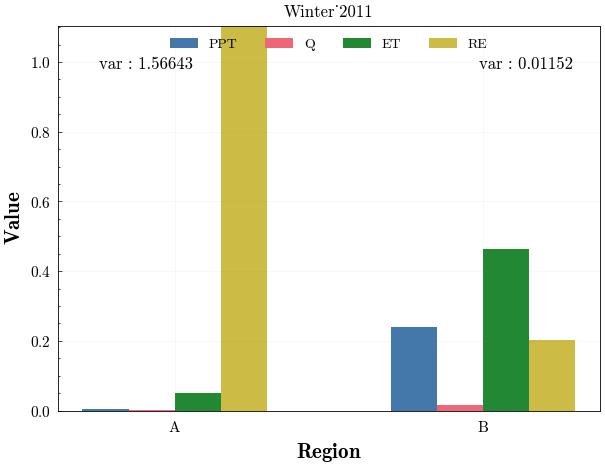 Winter˙2011
PPT Q ET RE
var : 1.56643 var : 0.01152
Value
1.0
0.8
0.6
0.4
0.2
0.0
A B
Region